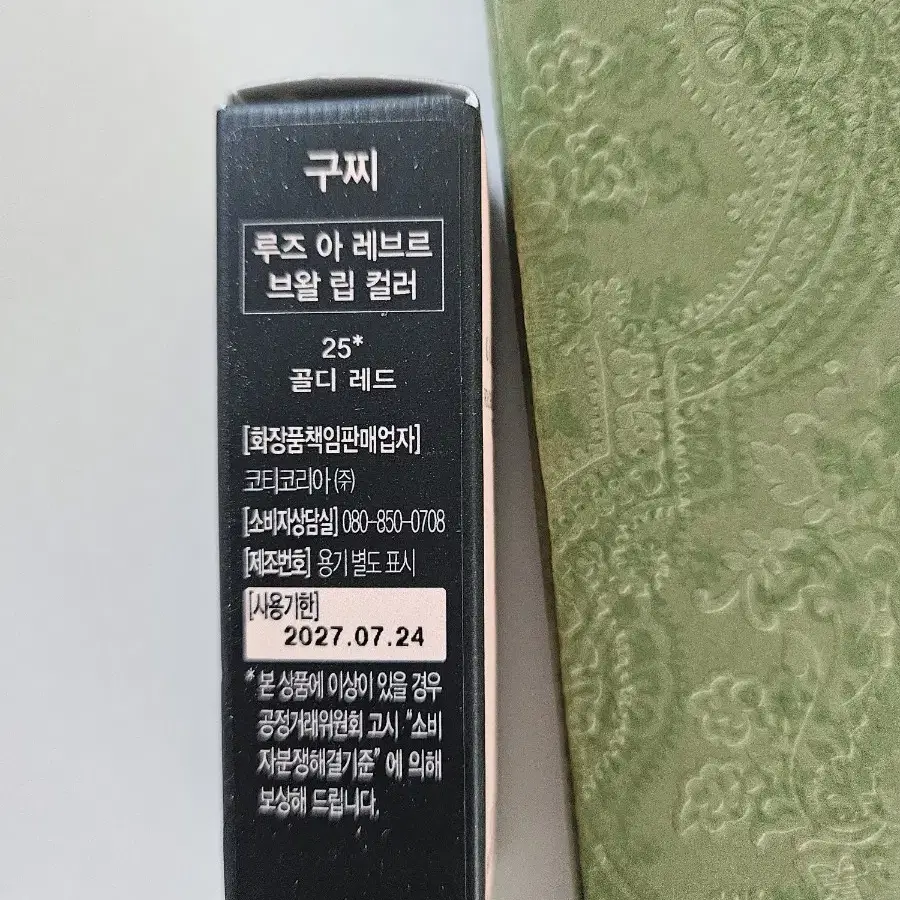 구찌
루즈 아 레브르
브왈 립 컬러
25*
골디 레드
[화장품책임판매업자]
코티코리아㈜
[소비자상담실] 080-850-0708
[제조번호] 용기 별도 표시
[사용기한]
2027.07.24
* 본 상품에 이상이 있을 경우
공정거래위원회 고시 "소비
자분쟁해결기준" 에 의해
보상해 드립니다.